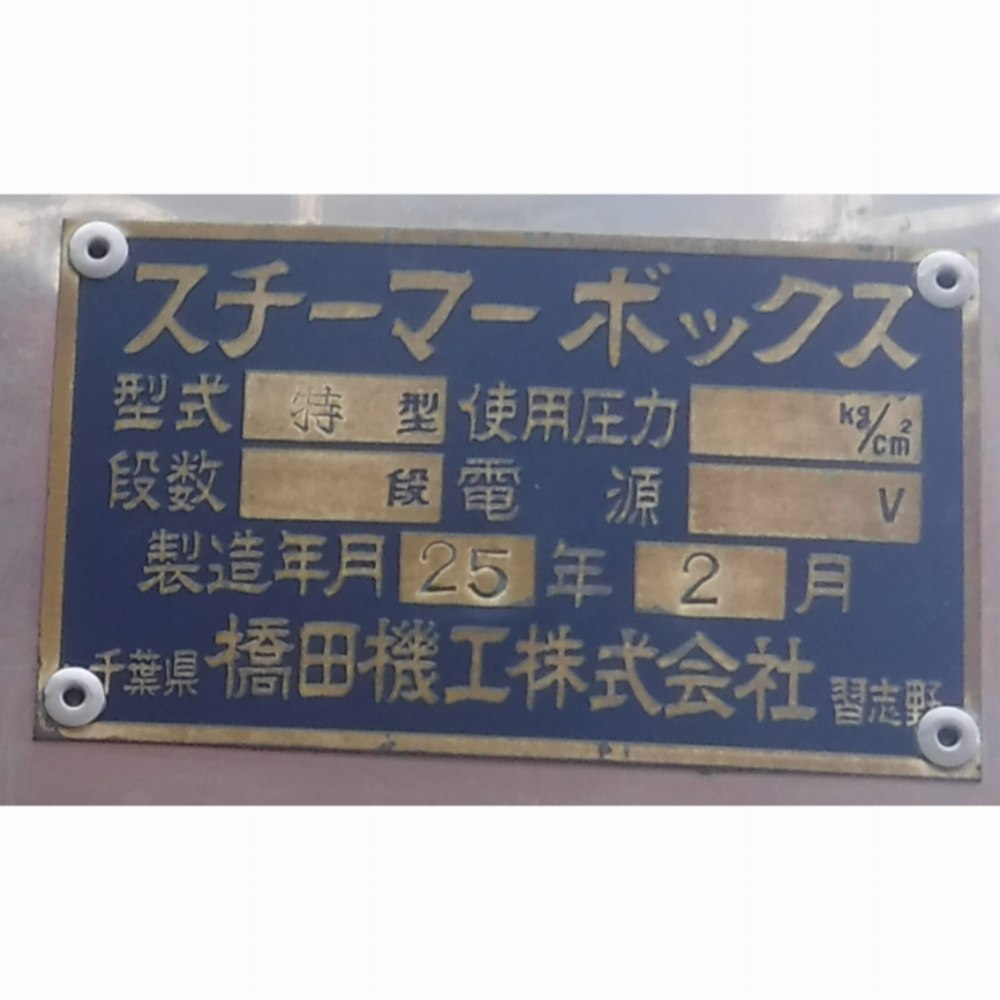 スチーマーボックス
型式 特 型 使用圧力 kg/cm²
段数 段 電源 V
製造年月 25 年 2 月
千葉県 橋田機工株式会社 習志野